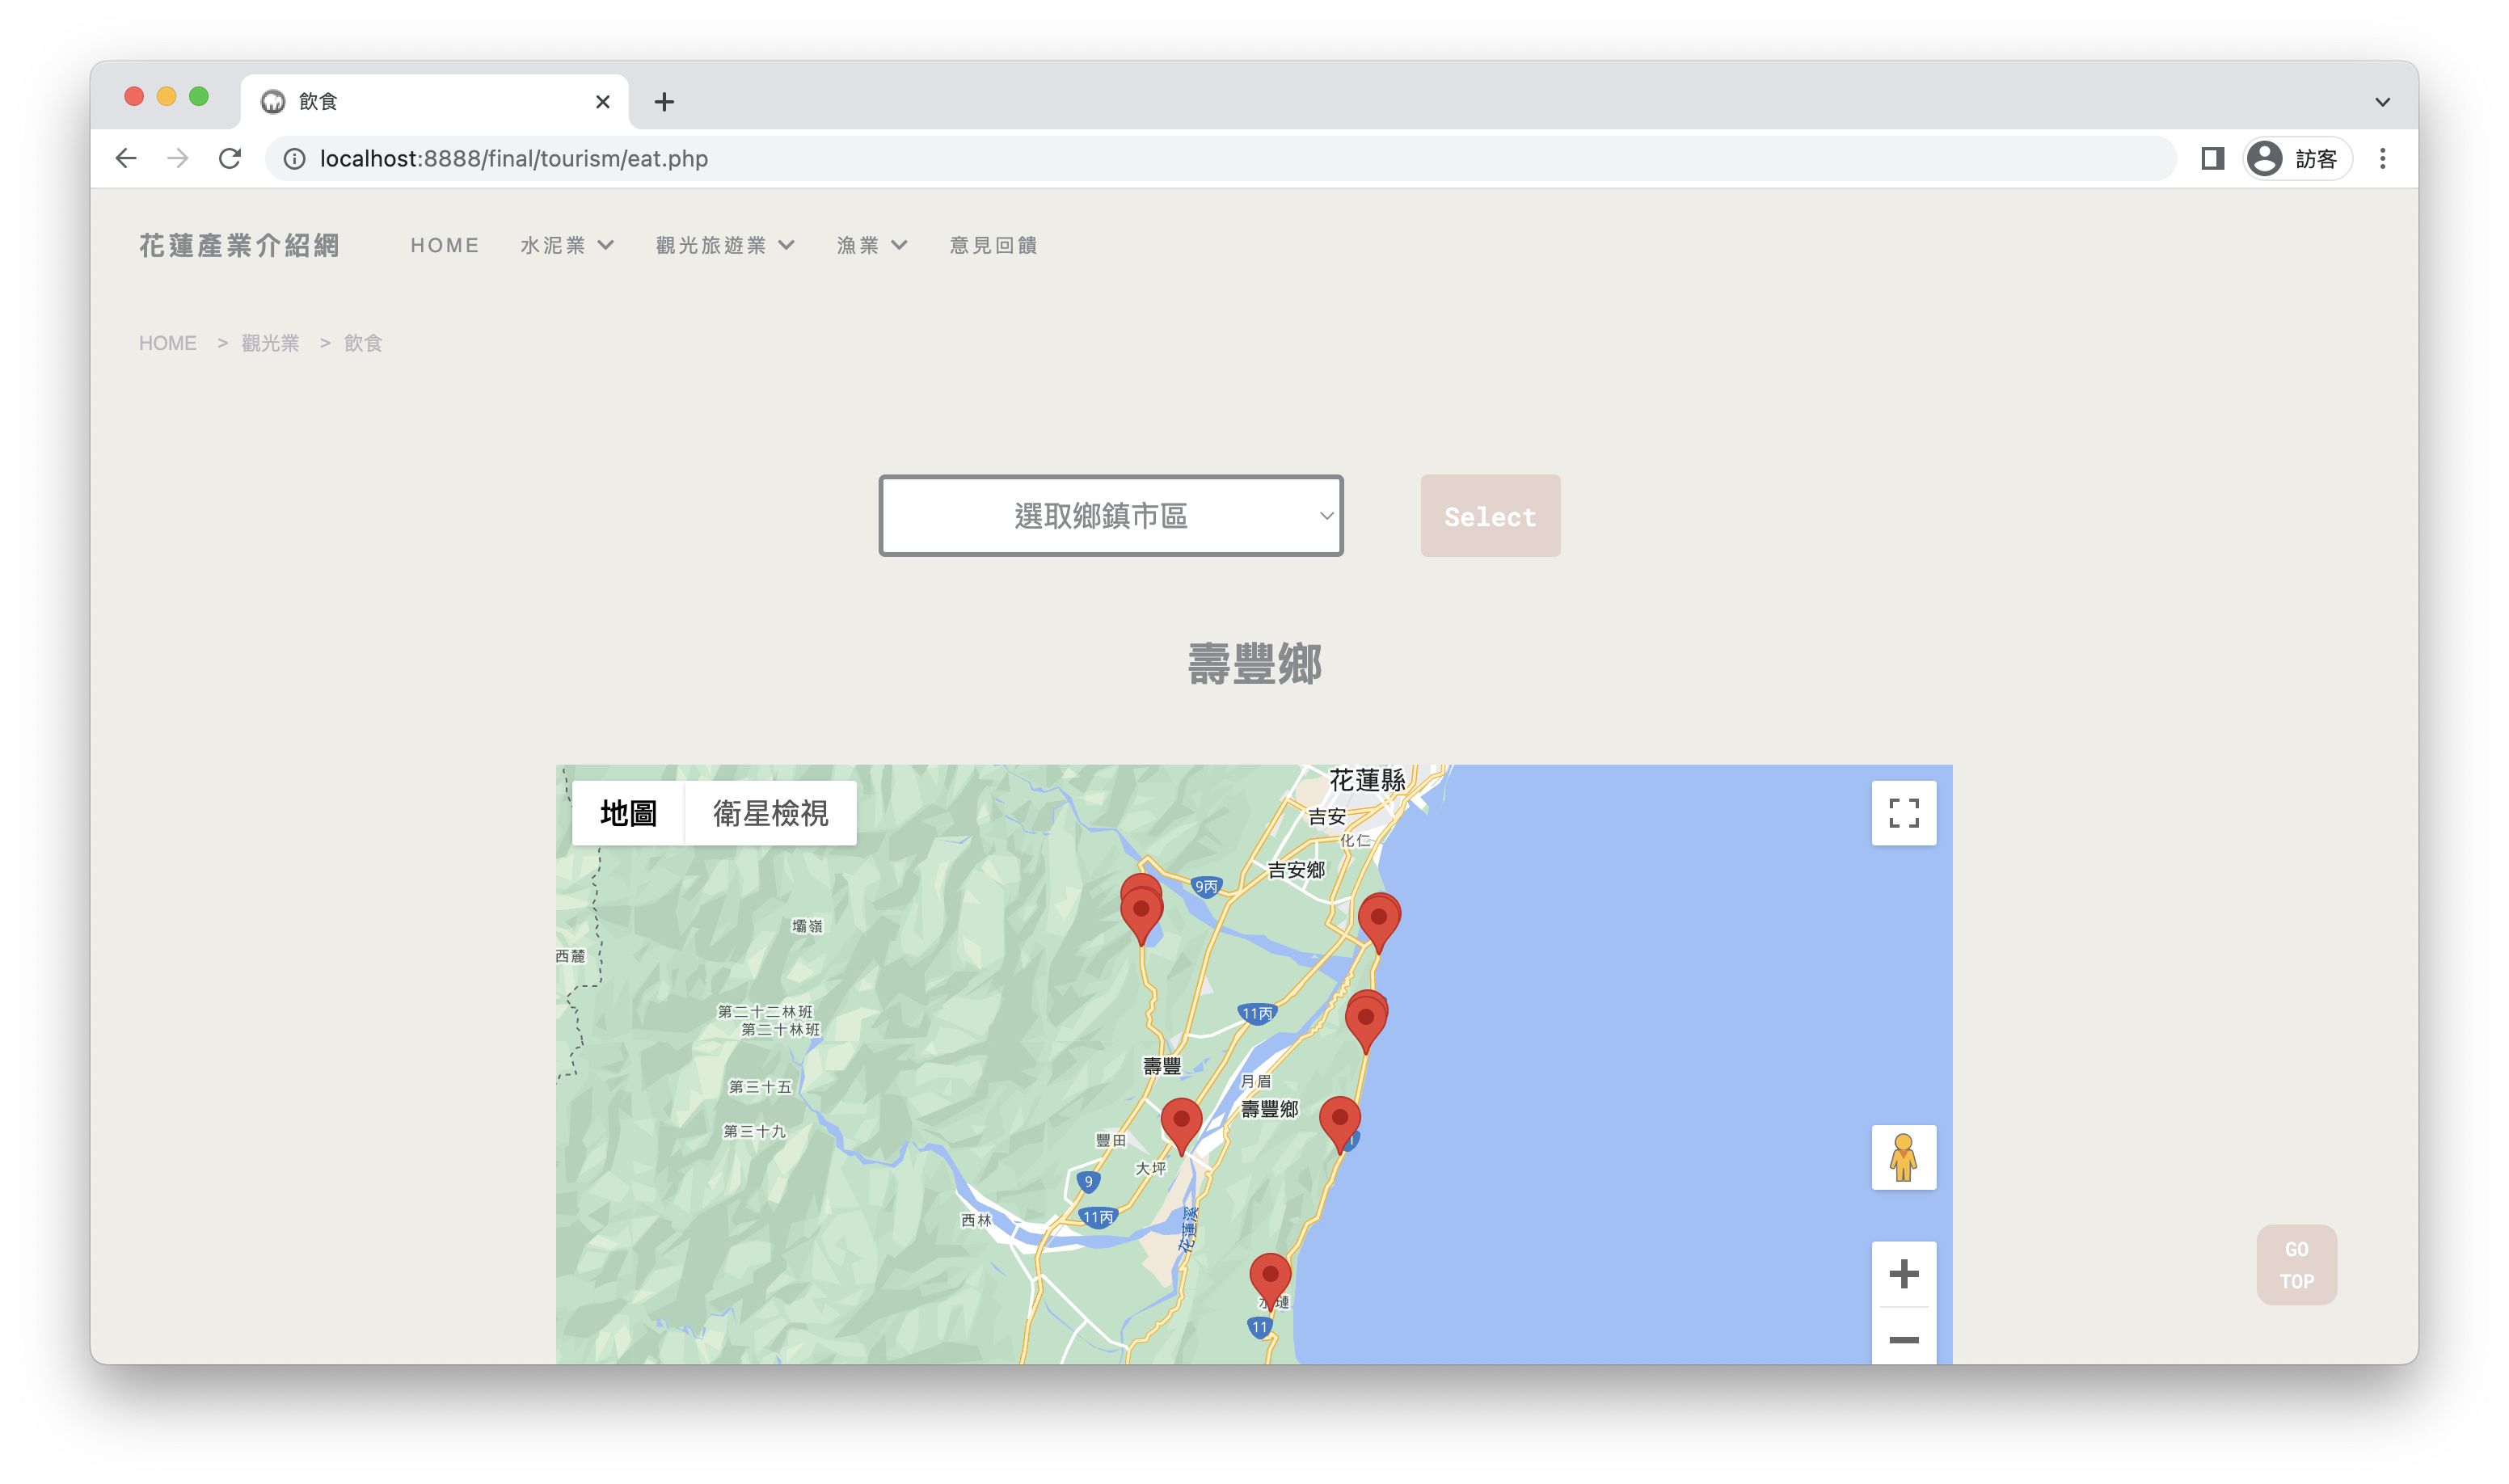 飲食
localhost:8888/final/tourism/eat.php
訪客
花蓮產業介紹網 HOME 水泥業 觀光旅遊業 漁業 意見回饋
HOME > 觀光業 > 飲食
選取鄉鎮市區
Select
壽豐鄉
地圖 衛星檢視
花蓮縣
吉安
化仁
吉安鄉
9丙
壩嶺
西麓
第二十二林班
第二十林班
11丙
壽豐
月眉
第三十五
壽豐鄉
第三十九
豐田
大坪
9
11丙
西林
花蓮溪
水璉
11
GO
TOP